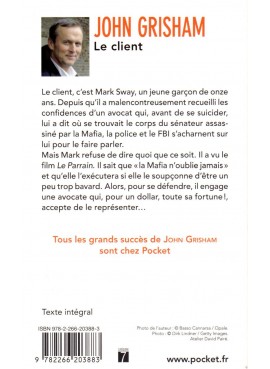 JOHN GRISHAM
Le client
Le client, c'est Mark Sway, un jeune garçon de onze
ans. Depuis qu'il a malencontreusement recueilli les
confidences d'un avocat qui, avant de se suicider,
lui a dit où se trouvait le corps du sénateur assas-
siné par la Mafia, la police et le FBI s'acharnent sur
lui pour le faire parler.
Mais Mark refuse de dire quoi que ce soit. Il a vu le
film Le Parrain. Il sait que « la Mafia n'oublie jamais »
et qu'elle l'exécutera si elle le soupçonne d'être un
peu trop bavard. Alors, pour se défendre, il engage
une avocate qui, pour un dollar, toute sa fortune !,
accepte de le représenter…
Tous les grands succès de JOHN GRISHAM
sont chez Pocket
Texte intégral
Photo de l'auteur : © Basso Cannarsa / Opale
Photo : © Dirk Lindner / Getty Images
Atelier David Parré
ISBN 978-2-266-20388-3
9 782266 203883
www.pocket.fr